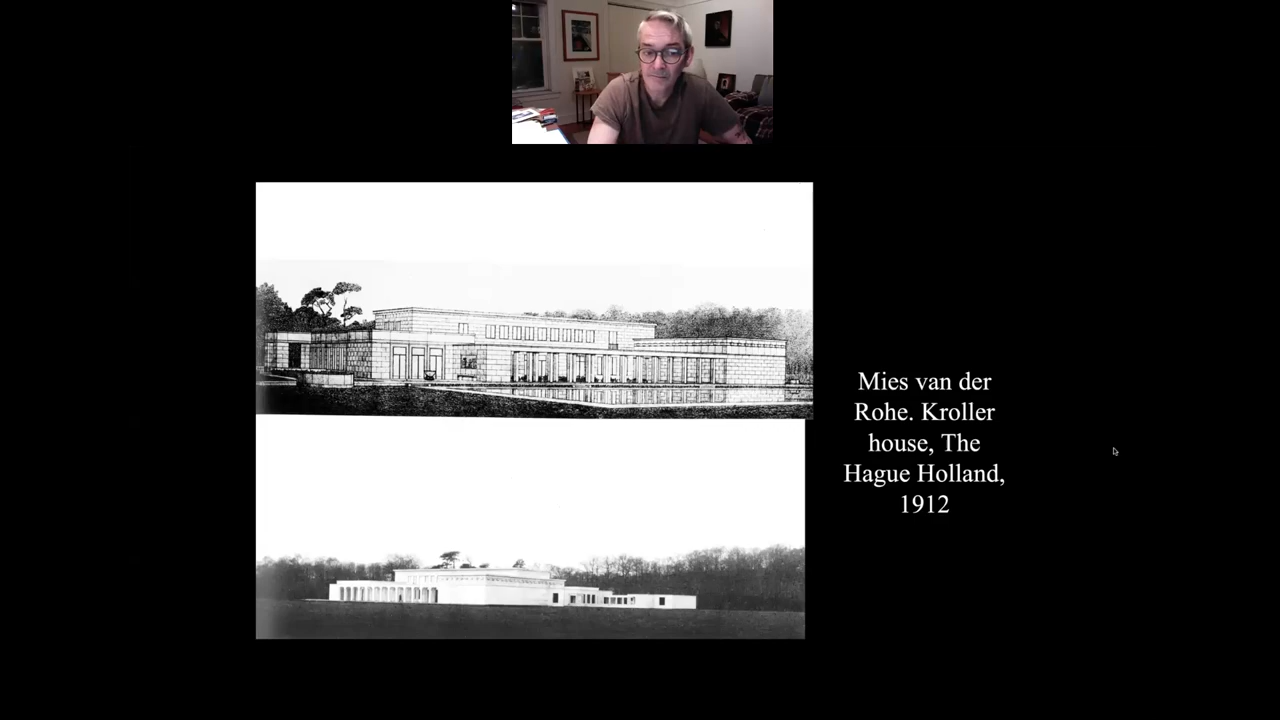 Mies van der
Rohe. Kroller
house, The
Hague Holland,
1912